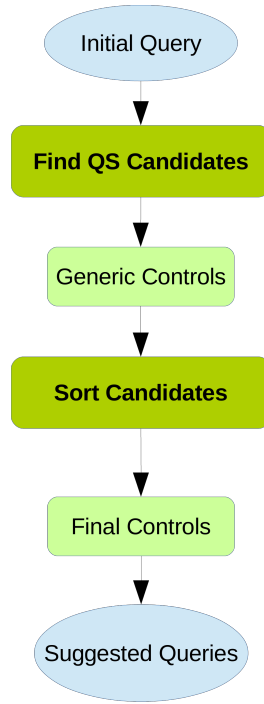 Initial Query
Find QS Candidates
Generic Controls
Sort Candidates
Final Controls
Suggested Queries